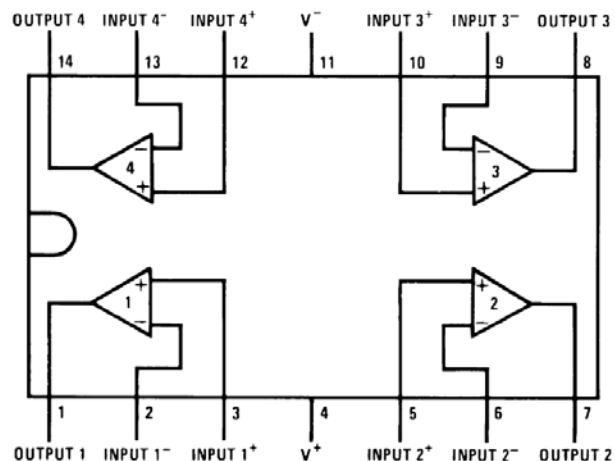 OUTPUT 4 INPUT 4⁻ INPUT 4⁺ V⁻ INPUT 3⁺ INPUT 3⁻ OUTPUT 3
14 13 12 11 10 9 8
− −
4 3
+ +
+ +
1 2
− −
1 2 3 4 5 6 7
OUTPUT 1 INPUT 1⁻ INPUT 1⁺ V⁺ INPUT 2⁺ INPUT 2⁻ OUTPUT 2